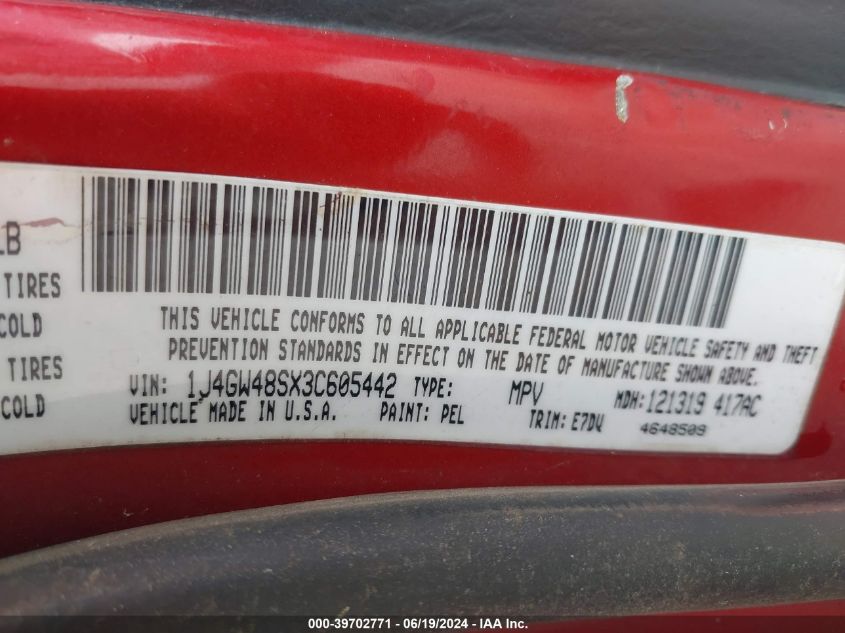 LB
TIRES
COLD
TIRES
COLD
THIS VEHICLE CONFORMS TO ALL APPLICABLE FEDERAL MOTOR VEHICLE SAFETY AND THEFT
PREVENTION STANDARDS IN EFFECT ON THE DATE OF MANUFACTURE SHOWN ABOVE.
VIN: 1J4GW48SX3C605442 TYPE: MPV MDH: 121319 417AC
VEHICLE MADE IN U.S.A. PAINT: PEL TRIM: E7DV 4648509
000-39702771 - 06/19/2024 - IAA Inc.